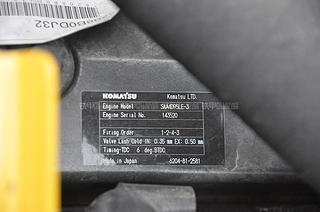 0BB0DJ32
KOMATSU Komatsu LTD.
Engine Model SAA4D95LE-3
Engine Serial No. 143520
Firing Order 1-2-4-3
Valve Lash Cold IN: 0.35 mm EX: 0.50 mm
Timing-TDC 6 deg.BTDC
Made in Japan 6204-81-2581